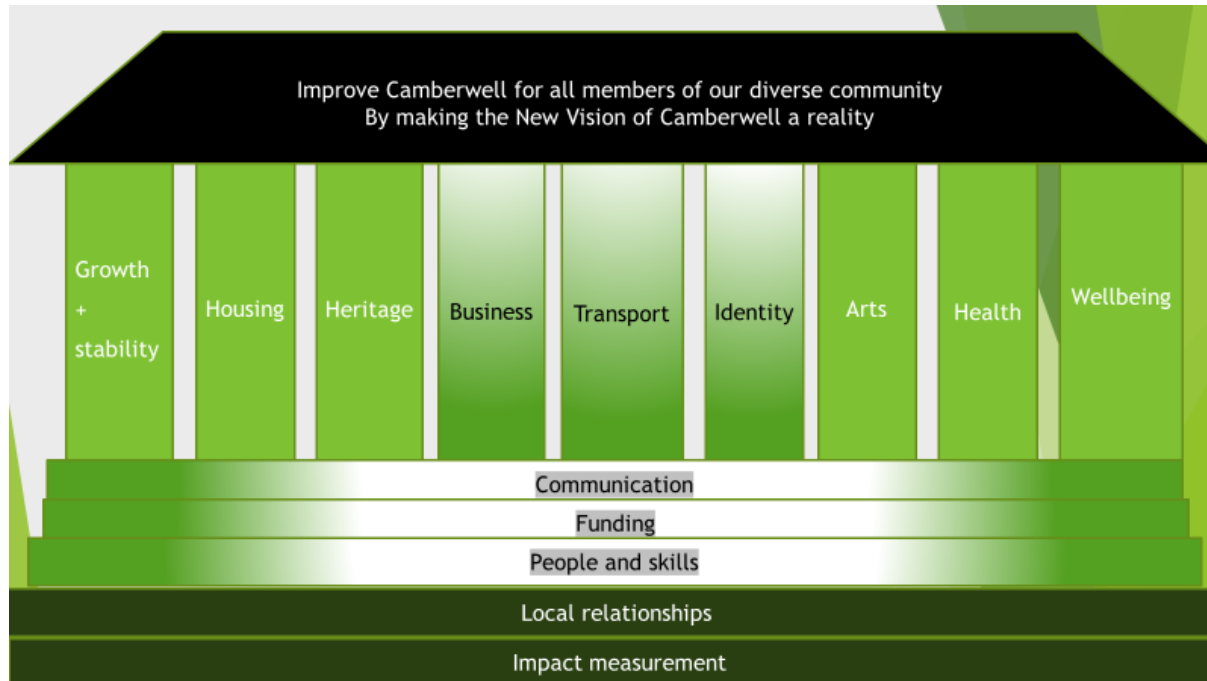 Improve Camberwell for all members of our diverse community
By making the New Vision of Camberwell a reality
Growth
+
stability
Housing
Heritage
Business
Transport
Identity
Arts
Health
Wellbeing
Communication
Funding
People and skills
Local relationships
Impact measurement